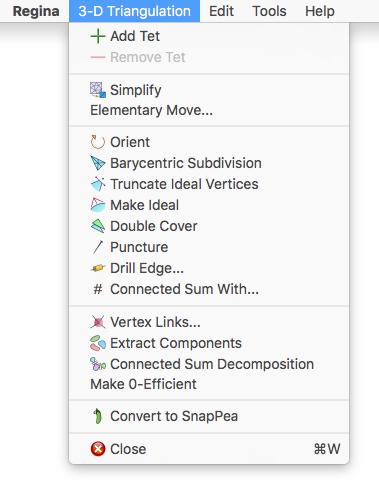 Regina 3-D Triangulation Edit Tools Help
Add Tet
Remove Tet
Simplify
Elementary Move...
Orient
Barycentric Subdivision
Truncate Ideal Vertices
Make Ideal
Double Cover
Puncture
Drill Edge...
# Connected Sum With...
Vertex Links...
Extract Components
Connected Sum Decomposition
Make 0-Efficient
Convert to SnapPea
Close ⌘W